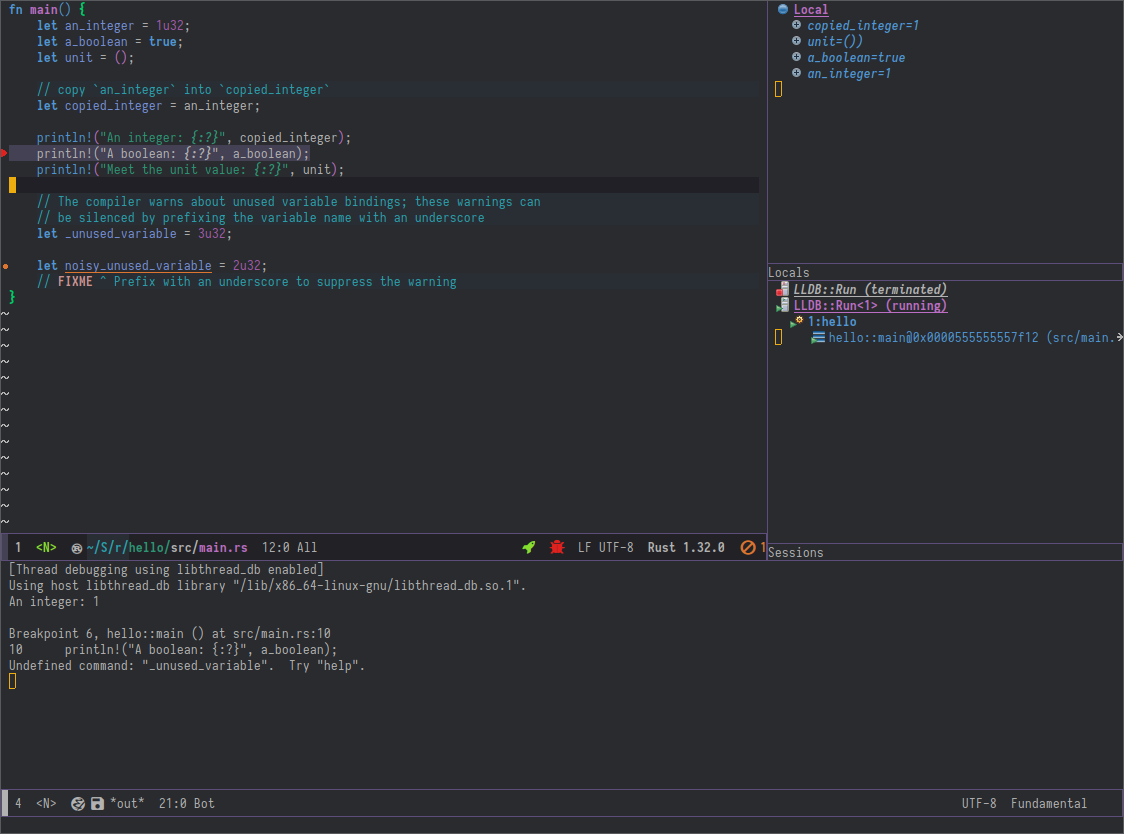 fn main() {
    let an_integer = 1u32;
    let a_boolean = true;
    let unit = ();
    // copy `an_integer` into `copied_integer`
    let copied_integer = an_integer;
    println!("An integer: {:?}", copied_integer);
    println!("A boolean: {:?}", a_boolean);
    println!("Meet the unit value: {:?}", unit);
    // The compiler warns about unused variable bindings; these warnings can
    // be silenced by prefixing the variable name with an underscore
    let _unused_variable = 3u32;
    let noisy_unused_variable = 2u32;
    // FIXME ^ Prefix with an underscore to suppress the warning
}
~
~
~
~
~
~
~
~
~
~
~
~
~
~
1 <N> ~/S/r/hello/src/main.rs 12:0 All LF UTF-8 Rust 1.32.0 1
Local
copied_integer=1
unit=())
a_boolean=true
an_integer=1
Locals
LLDB::Run (terminated)
LLDB::Run<1> (running)
1:hello
hello::main@0x0000555555557f12 (src/main.
Sessions
[Thread debugging using libthread_db enabled]
Using host libthread_db library "/lib/x86_64-linux-gnu/libthread_db.so.1".
An integer: 1
Breakpoint 6, hello::main () at src/main.rs:10
10      println!("A boolean: {:?}", a_boolean);
Undefined command: "_unused_variable".  Try "help".
4 <N> *out* 21:0 Bot UTF-8 Fundamental